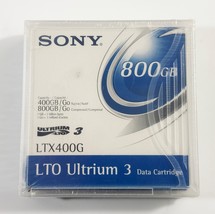 SONY
800GB
400GB/Go
800GB/Go
ULTRIUM 3
LTX400G
LTO Ultrium 3 Data Cartridge